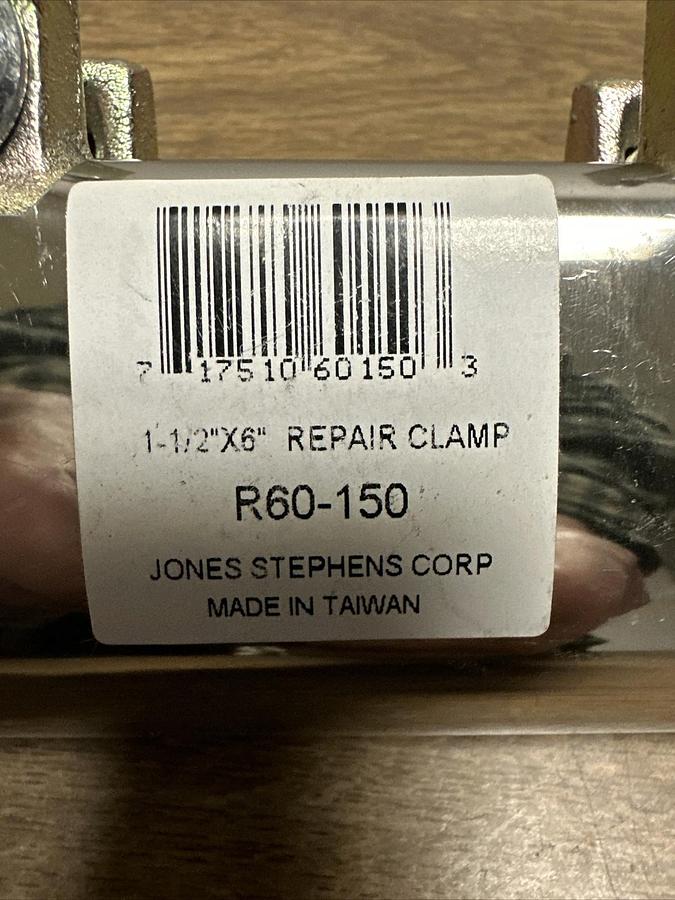 7 17510 60150 3
1-1/2"X6" REPAIR CLAMP
R60-150
JONES STEPHENS CORP
MADE IN TAIWAN